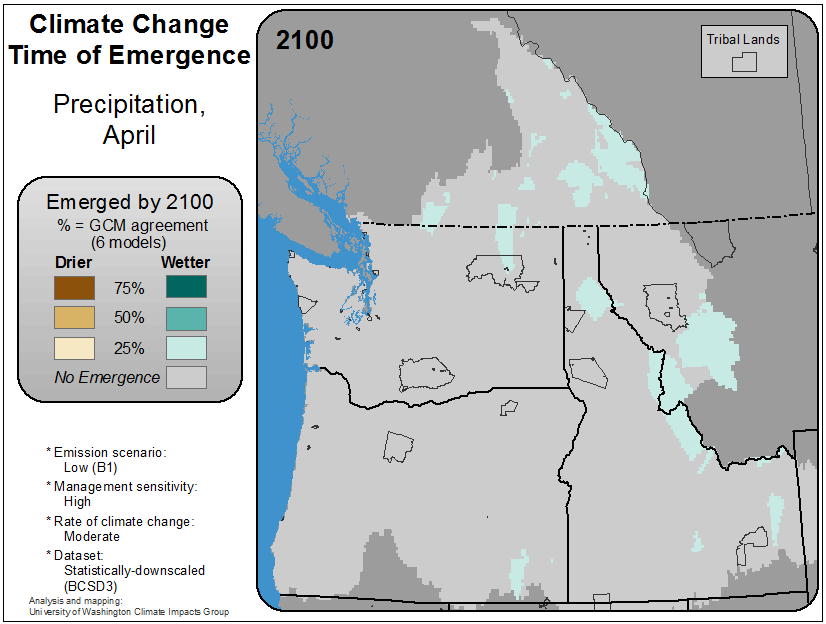 Climate Change
Time of Emergence
Precipitation,
April
Emerged by 2100
% = GCM agreement
(6 models)
Drier Wetter
75%
50%
25%
No Emergence
* Emission scenario:
Low (B1)
* Management sensitivity:
High
* Rate of climate change:
Moderate
* Dataset:
Statistically-downscaled
(BCSD3)
Analysis and mapping:
University of Washington Climate Impacts Group
2100
Tribal Lands